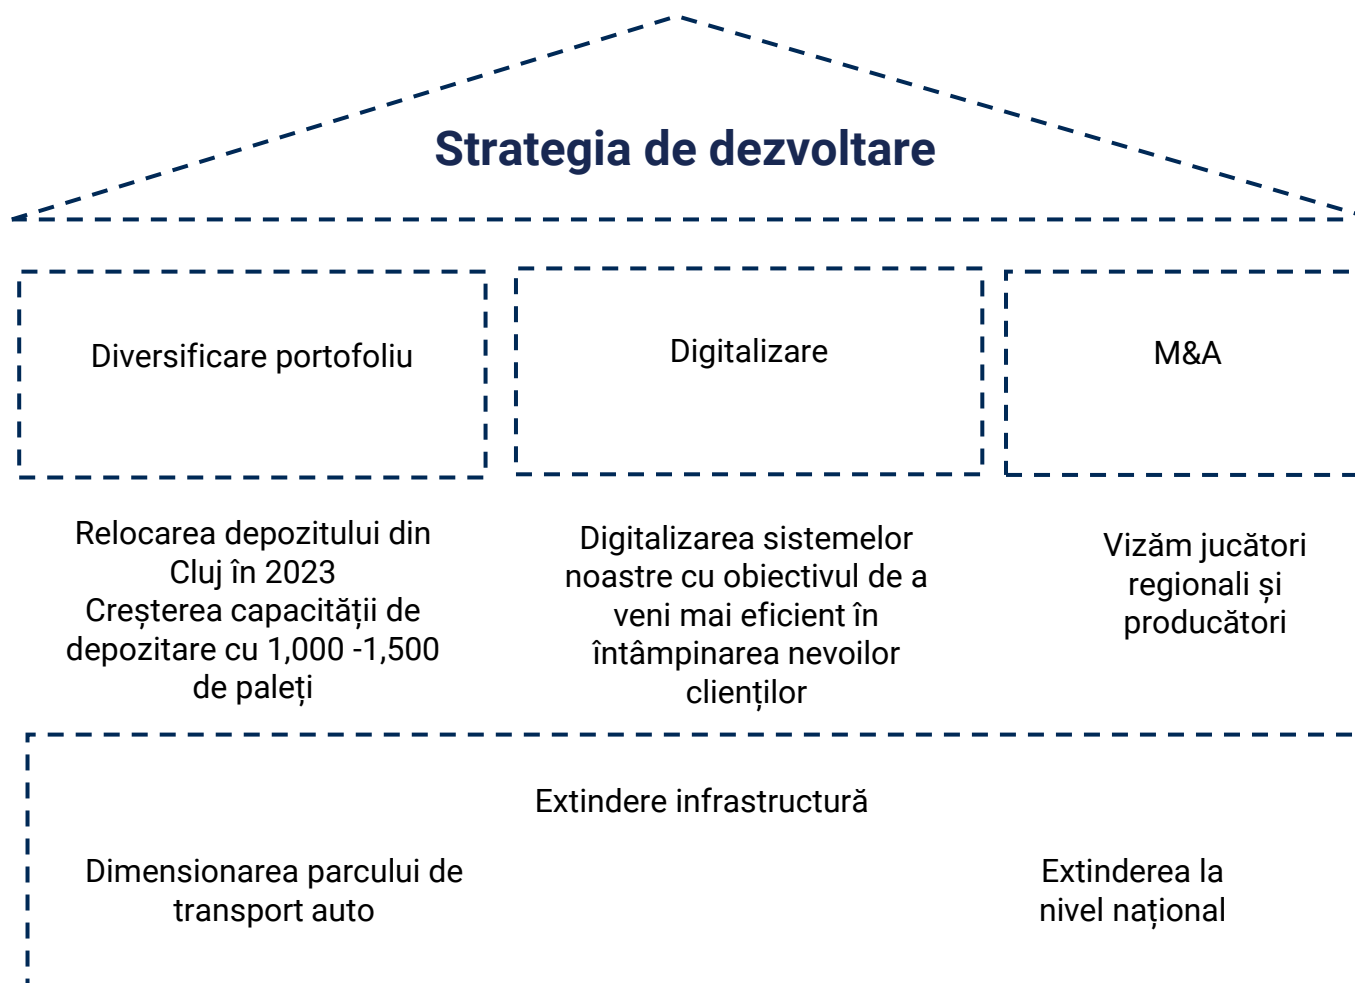 Strategia de dezvoltare
Diversificare portofoliu
Digitalizare
M&A
Relocarea depozitului din
Cluj în 2023
Creșterea capacității de
depozitare cu 1,000 -1,500
de paleți
Digitalizarea sistemelor
noastre cu obiectivul de a
veni mai eficient în
întâmpinarea nevoilor
clienților
Vizăm jucători
regionali și
producători
Extindere infrastructură
Dimensionarea parcului de
transport auto
Extinderea la
nivel național